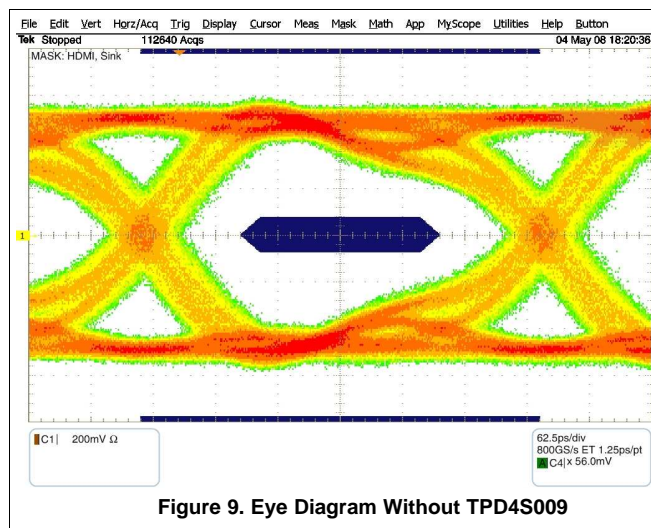 File Edit Vert Horz/Acq Trig Display Cursor Meas Mask Math App MyScope Utilities Help Button
Tek Stopped 112640 Acqs 04 May 08 18:20:36
MASK: HDMI, Sink
1
C1 200mV Ω
62.5ps/div
800GS/s ET 1.25ps/pt
A C4 x 56.0mV
Figure 9. Eye Diagram Without TPD4S009